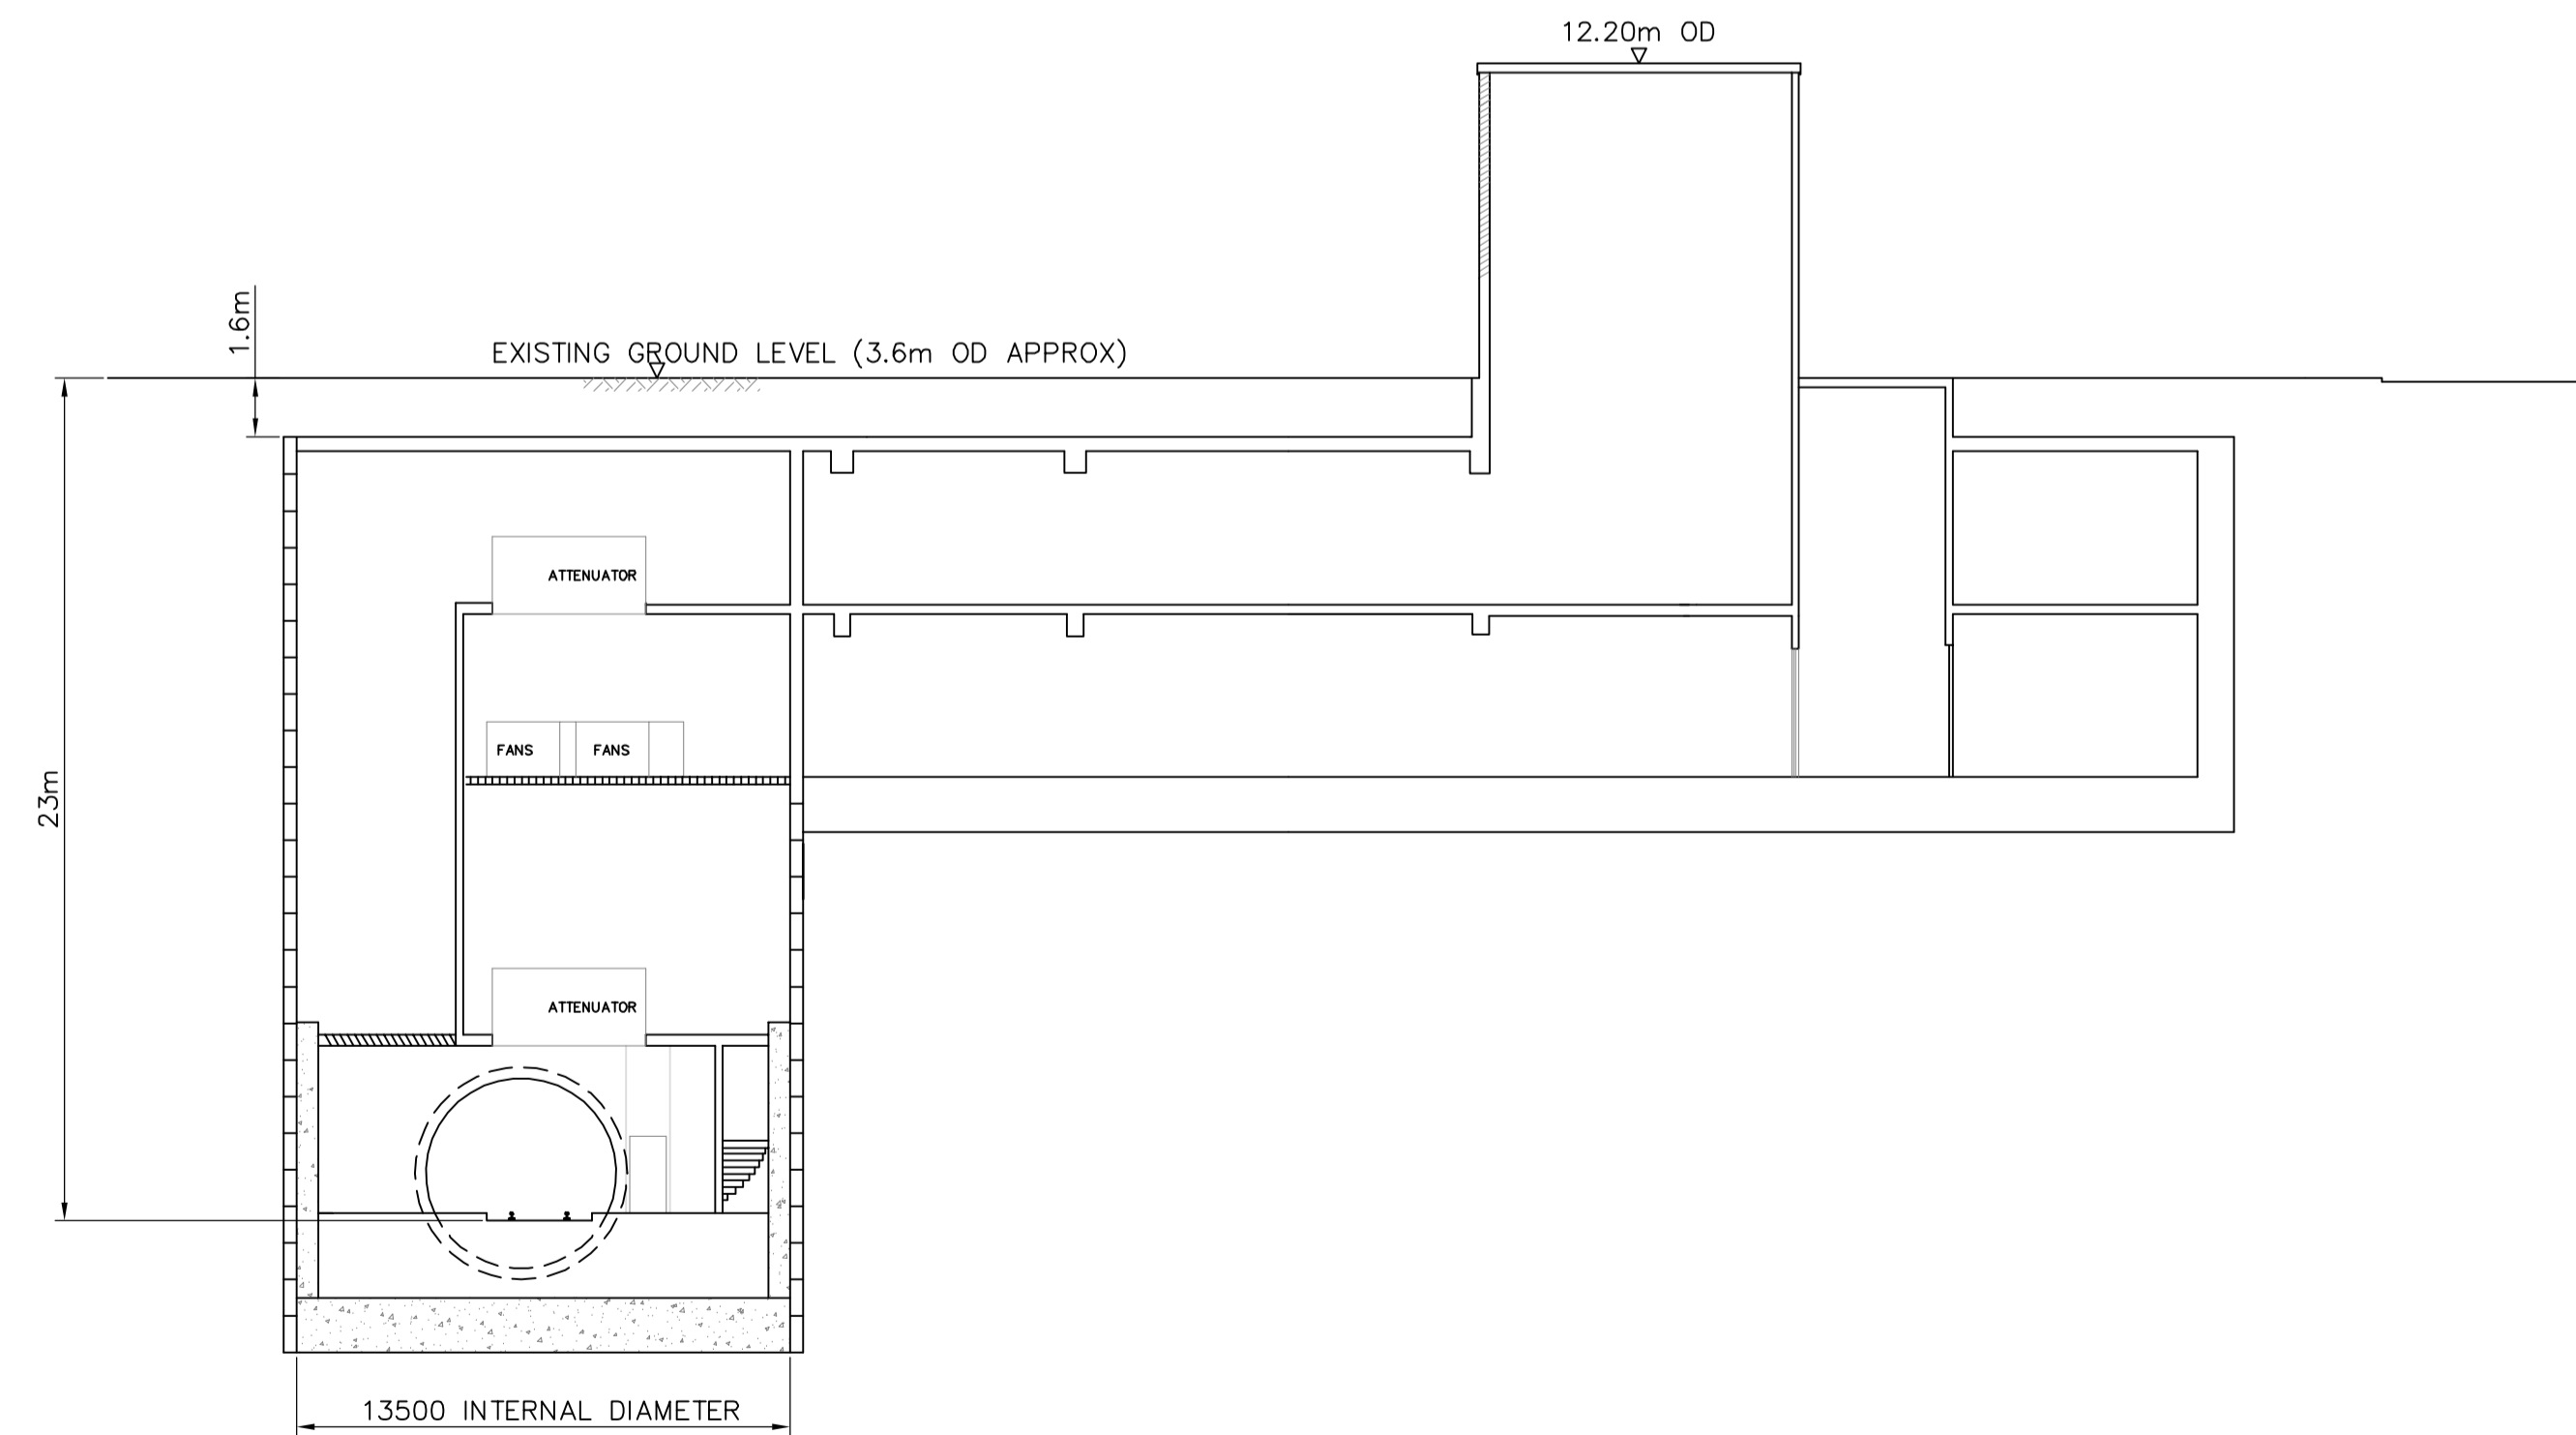 12.20m OD
1.6m
EXISTING GROUND LEVEL (3.6m OD APPROX)
ATTENUATOR
FANS
FANS
23m
ATTENUATOR
13500 INTERNAL DIAMETER